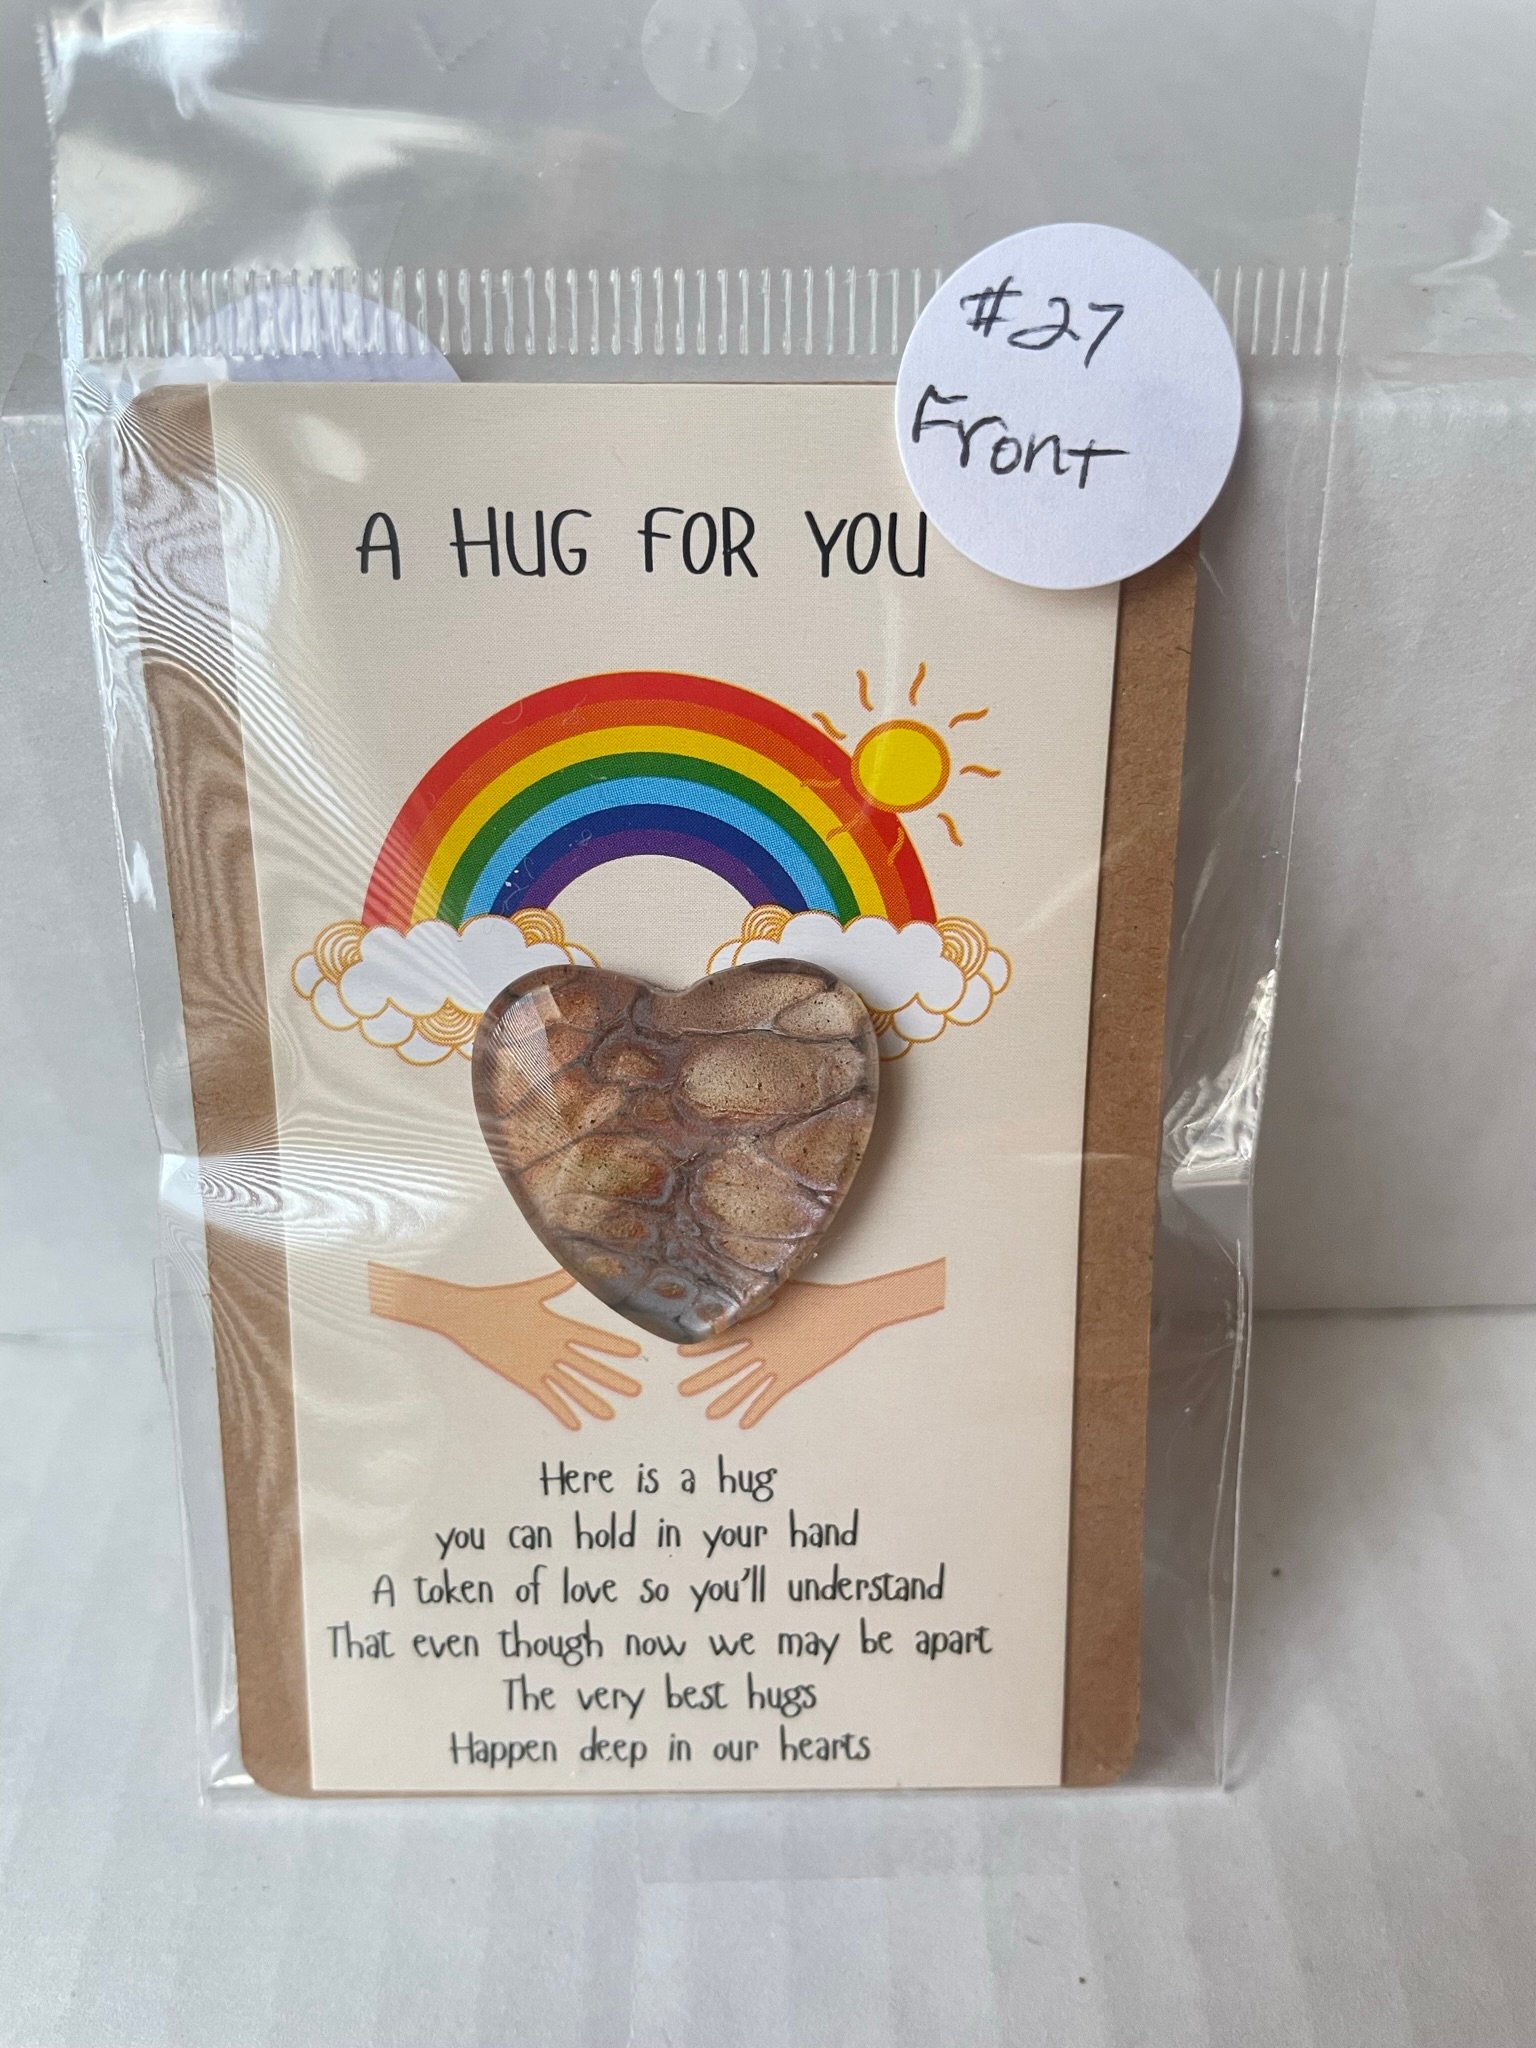 #27
Front
A HUG FOR YOU
Here is a hug
you can hold in your hand
A token of love so you'll understand
That even though now we may be apart
The very best hugs
Happen deep in our hearts